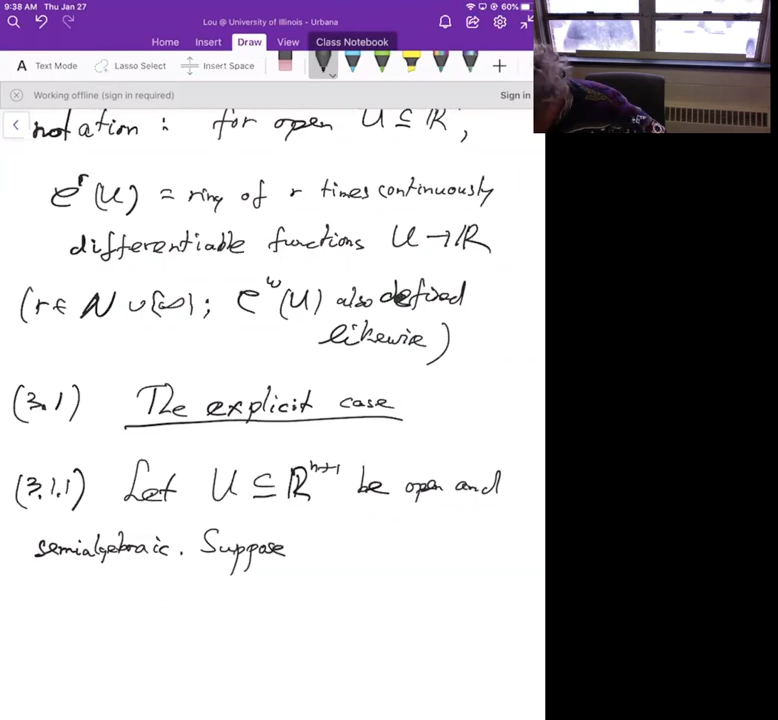 9:38 AM Thu Jan 27
60%
Lou @ University of Illinois - Urbana
Home Insert Draw View Class Notebook
Text Mode Lasso Select Insert Space
Working offline (sign in required) Sign in
notation : for open U ⊆ ℝ ,
C^r(U) = ring of r times continuously
differentiable functions U → ℝ
(r ∈ N ∪ {∞}; C^ω(U) also defined
likewise)
(3.1) The explicit case
(3.1.1) Let U ⊆ ℝ^{n+1} be open and
semialgebraic. Suppose